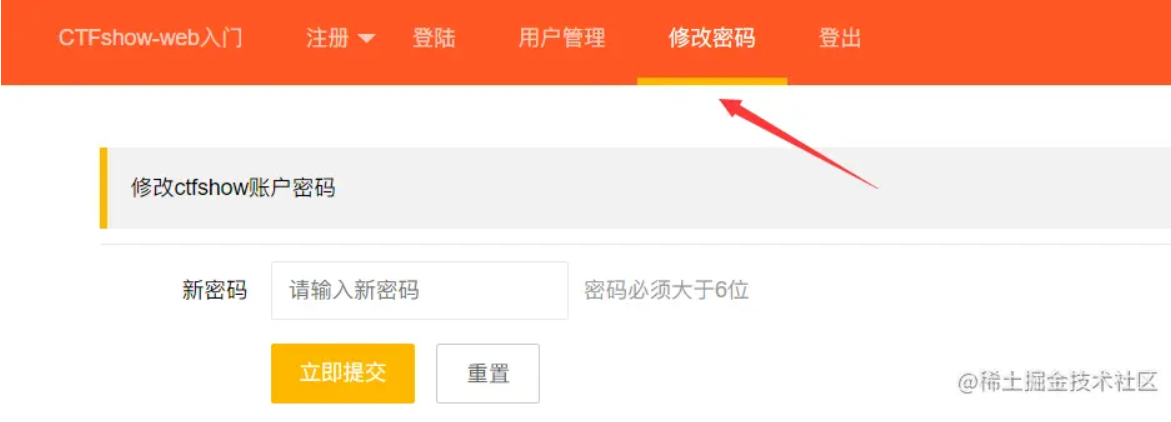 CTFshow-web入门 注册 登陆 用户管理 修改密码 登出
修改ctfshow账户密码
新密码 请输入新密码 密码必须大于6位
立即提交 重置
@稀土掘金技术社区